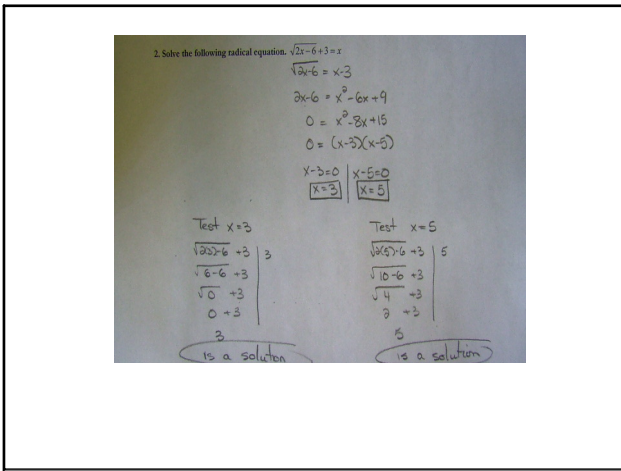 2. Solve the following radical equation. √2x−6 + 3 = x
√2x-6 = x-3
2x-6 = x²-6x+9
0 = x²-8x+15
0 = (x-3)(x-5)
x-3=0 | x-5=0
x=3 | x=5
Test x=3
√2(3)-6 +3 | 3
√6-6 +3
√0 +3
0 +3
3
is a soluton
Test x=5
√2(5)-6 +3 | 5
√10-6 +3
√4 +3
2 +3
5
is a solution